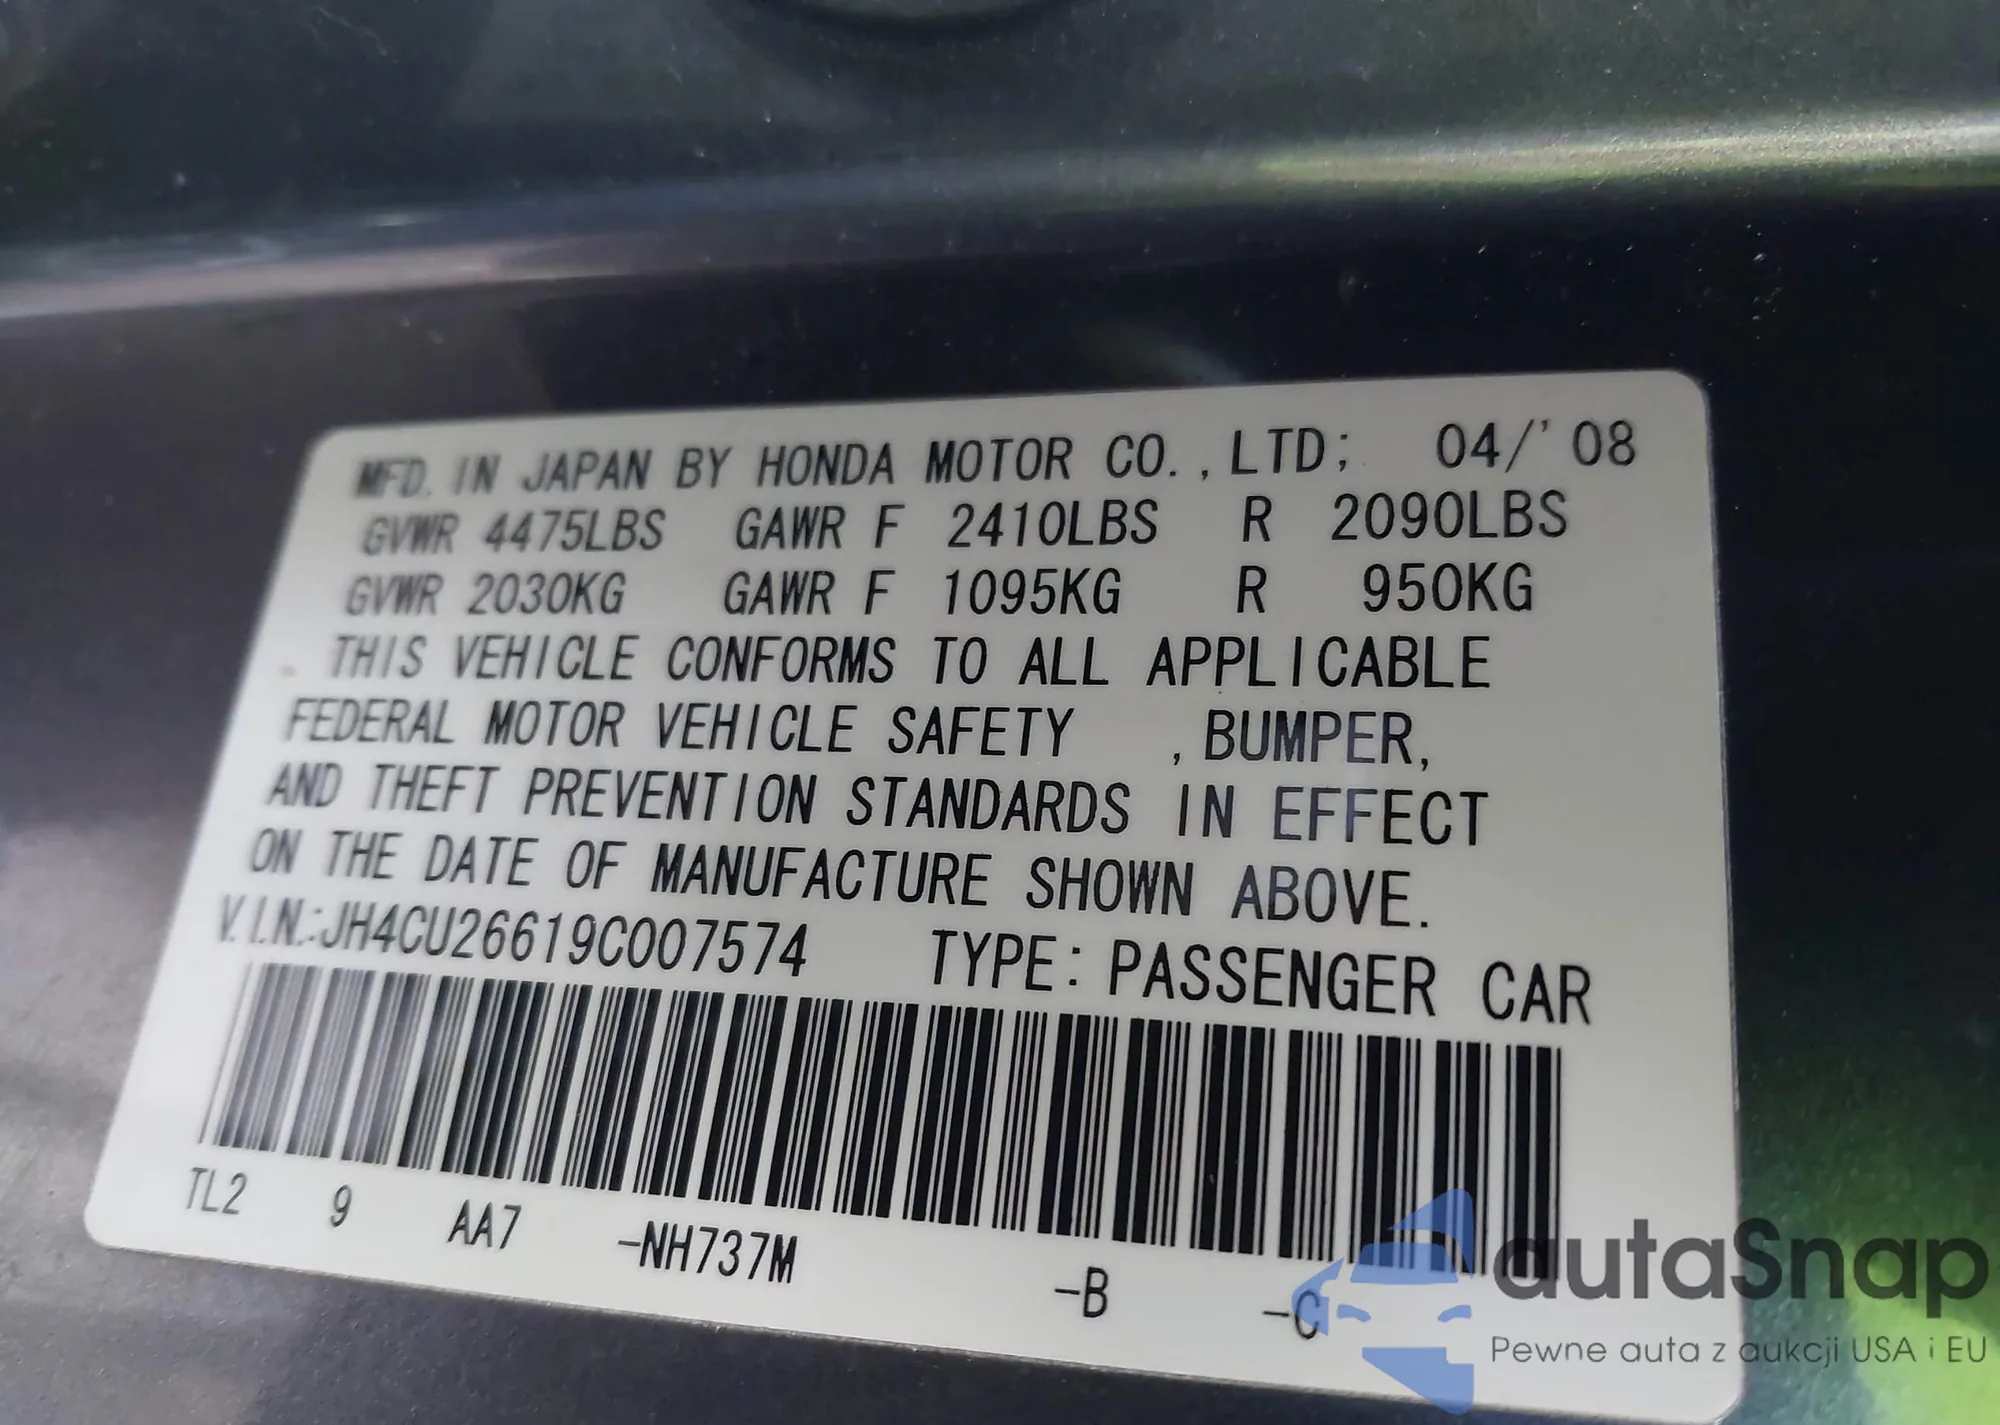 MFD. IN JAPAN BY HONDA MOTOR CO.,LTD; 04/'08
GVWR 4475LBS GAWR F 2410LBS R 2090LBS
GVWR 2030KG GAWR F 1095KG R 950KG
THIS VEHICLE CONFORMS TO ALL APPLICABLE
FEDERAL MOTOR VEHICLE SAFETY ,BUMPER,
AND THEFT PREVENTION STANDARDS IN EFFECT
ON THE DATE OF MANUFACTURE SHOWN ABOVE.
V.I.N.:JH4CU26619C007574 TYPE: PASSENGER CAR
TL2 9 AA7 -NH737M -B -C
autaSnap
Pewne auta z aukcji USA i EU